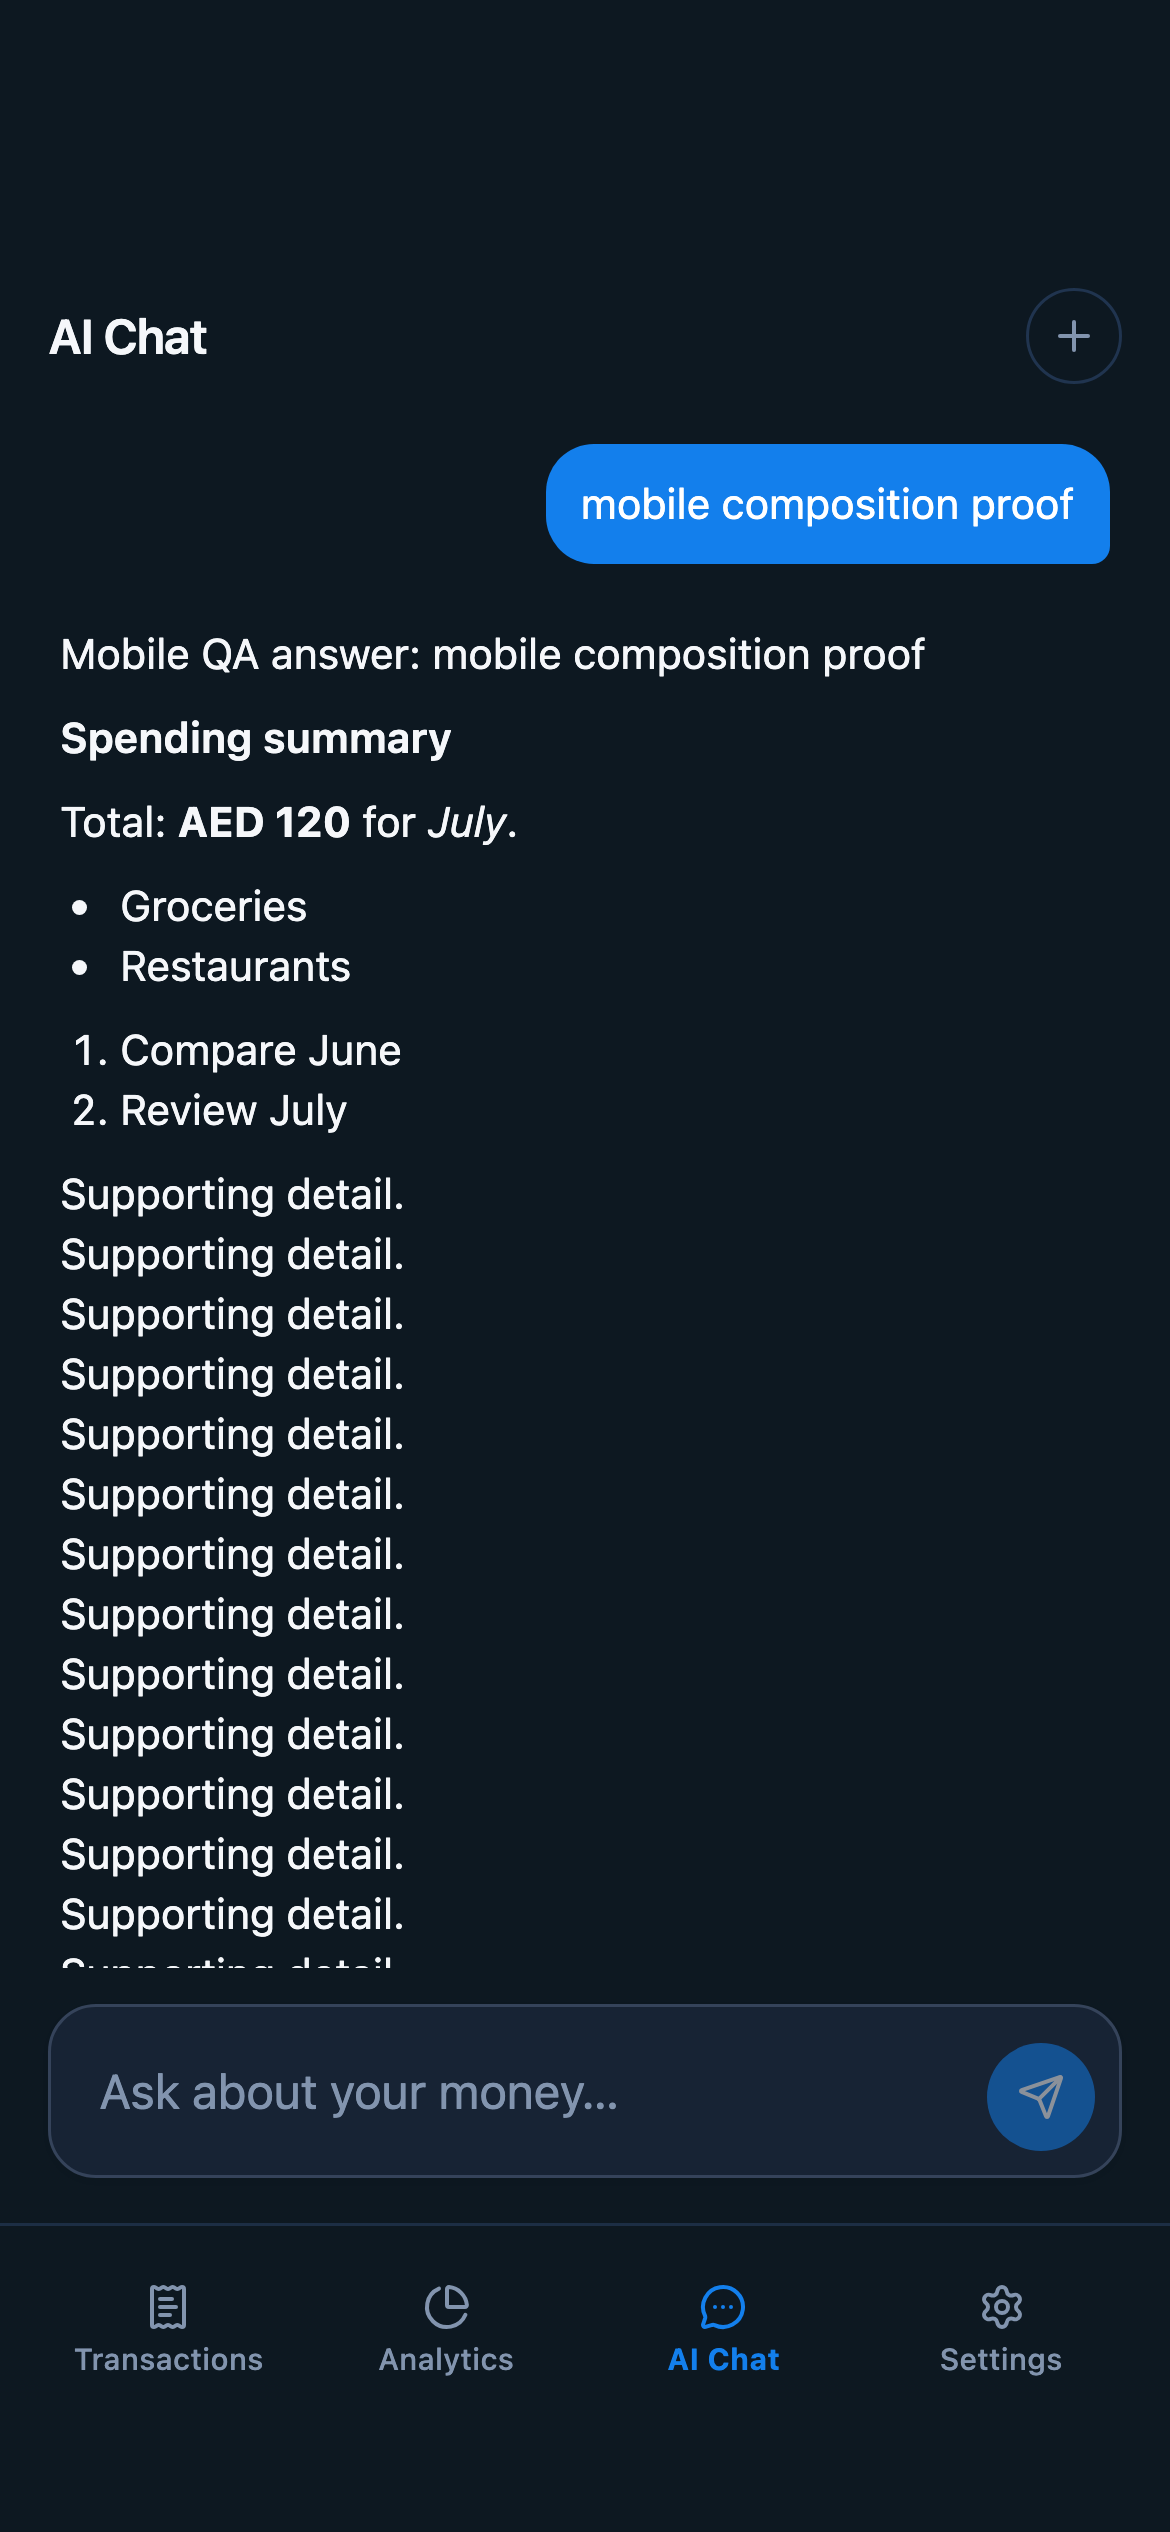 AI Chat
mobile composition proof
Mobile QA answer: mobile composition proof
Spending summary
Total: AED 120 for July.
• Groceries
• Restaurants
1. Compare June
2. Review July
Supporting detail.
Supporting detail.
Supporting detail.
Supporting detail.
Supporting detail.
Supporting detail.
Supporting detail.
Supporting detail.
Supporting detail.
Supporting detail.
Supporting detail.
Supporting detail.
Supporting detail.
Supporting detail
Ask about your money...
Transactions
Analytics
AI Chat
Settings